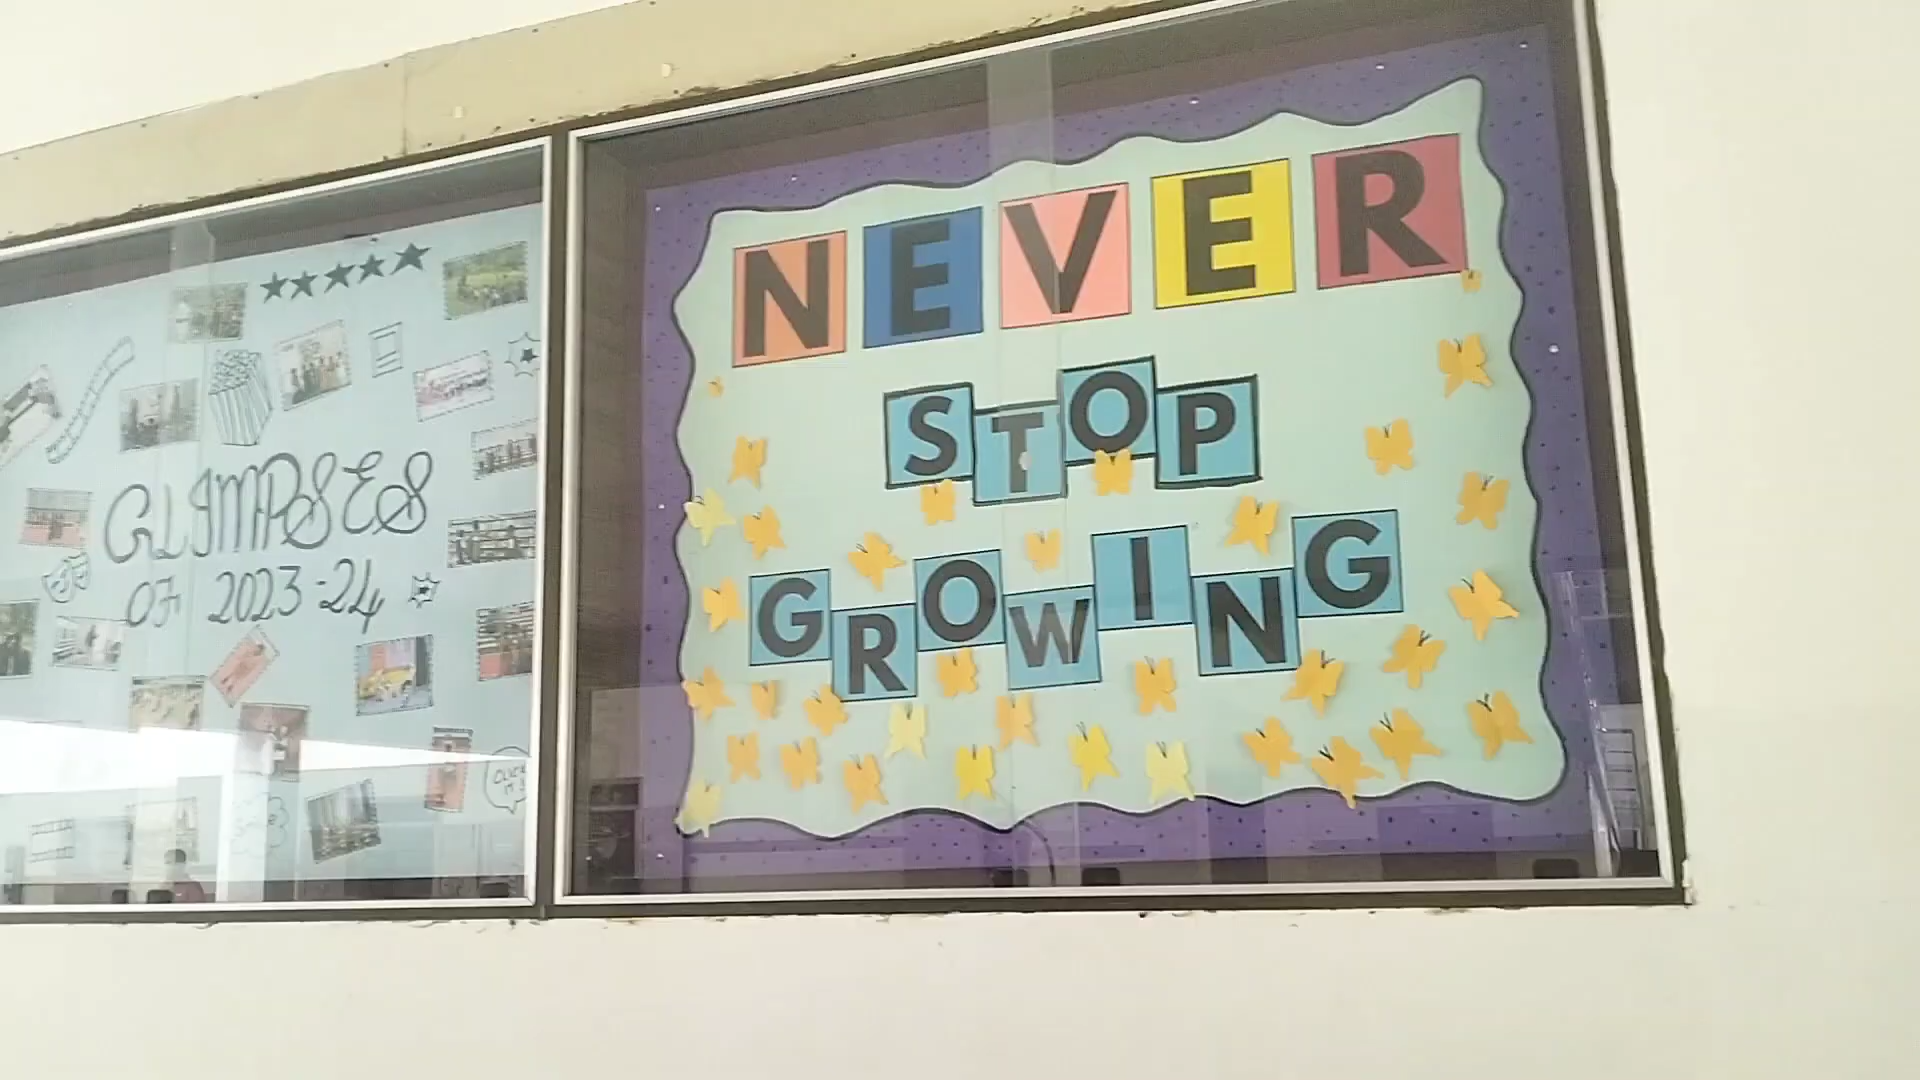 GLIMPSES
OF 2023-24
NEVER
STOP
GROWING